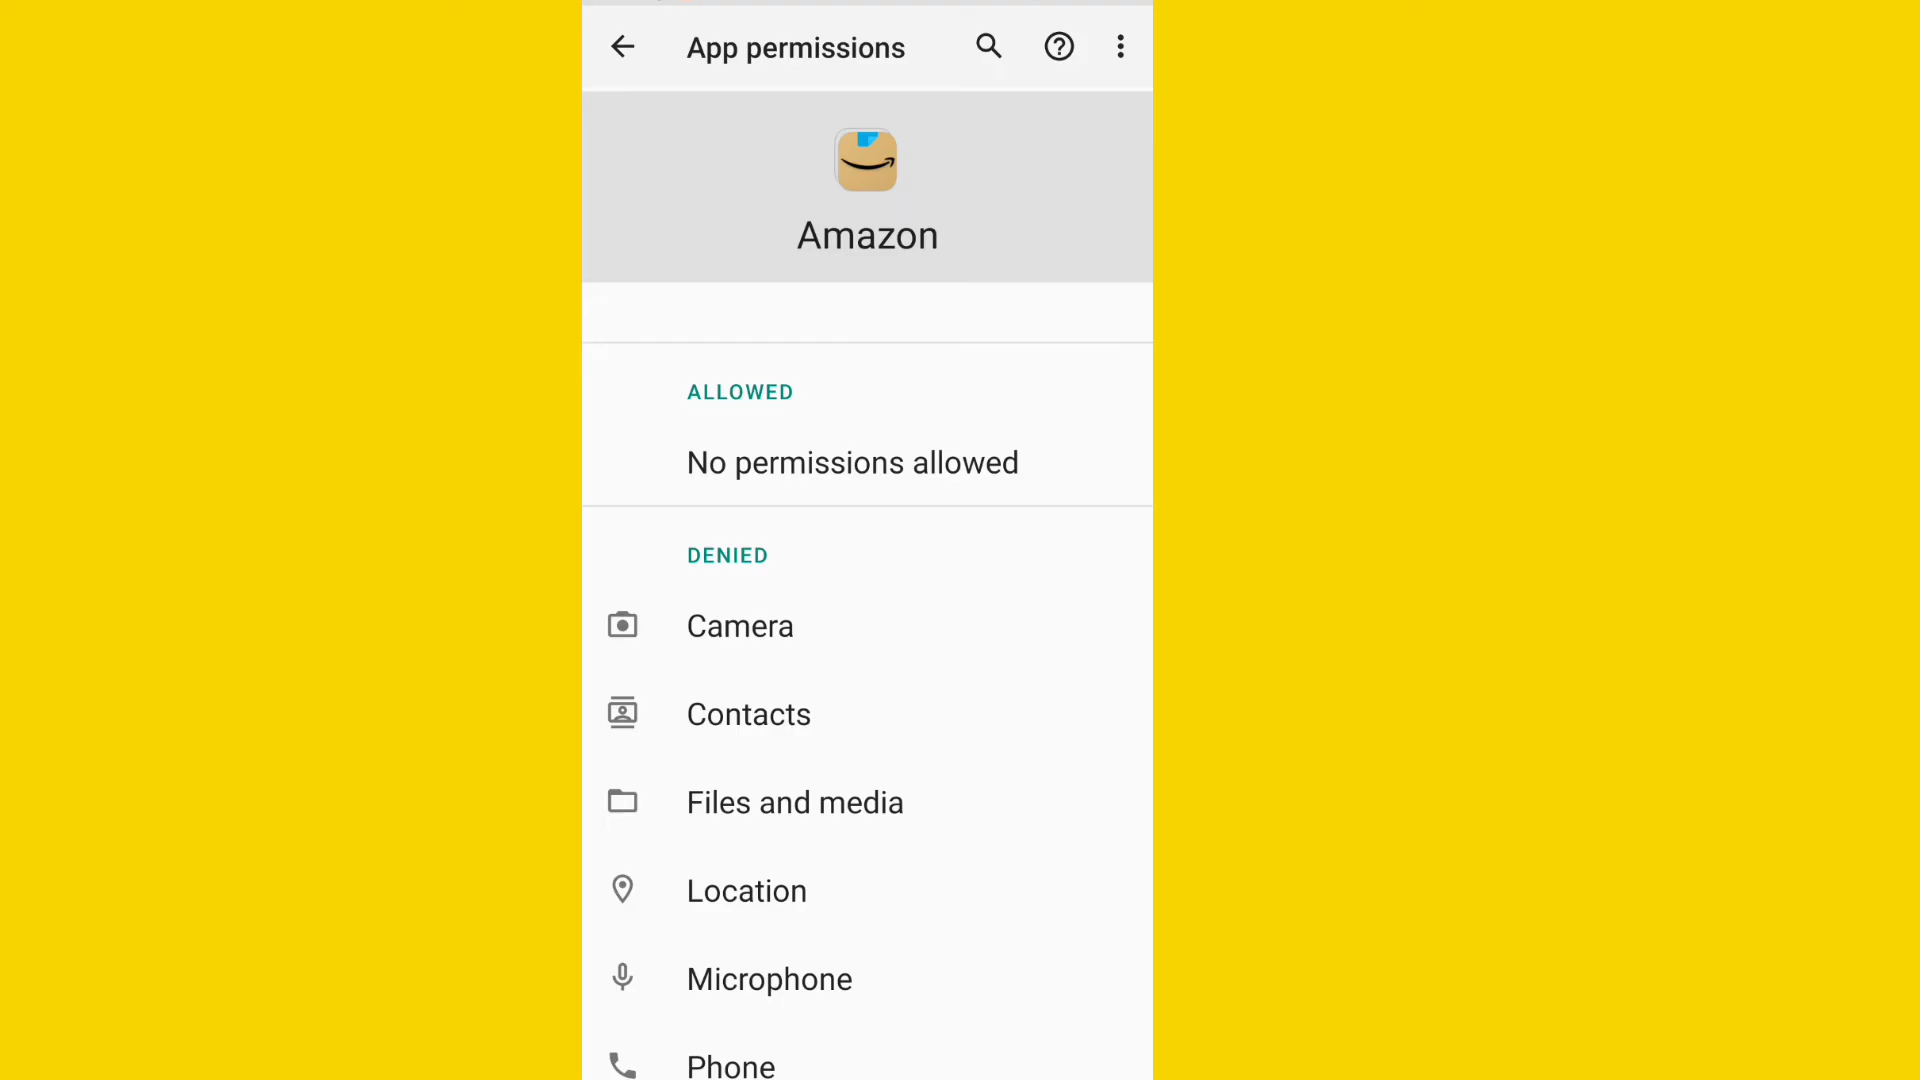 App permissions
Amazon
ALLOWED
No permissions allowed
DENIED
Camera
Contacts
Files and media
Location
Microphone
Phone